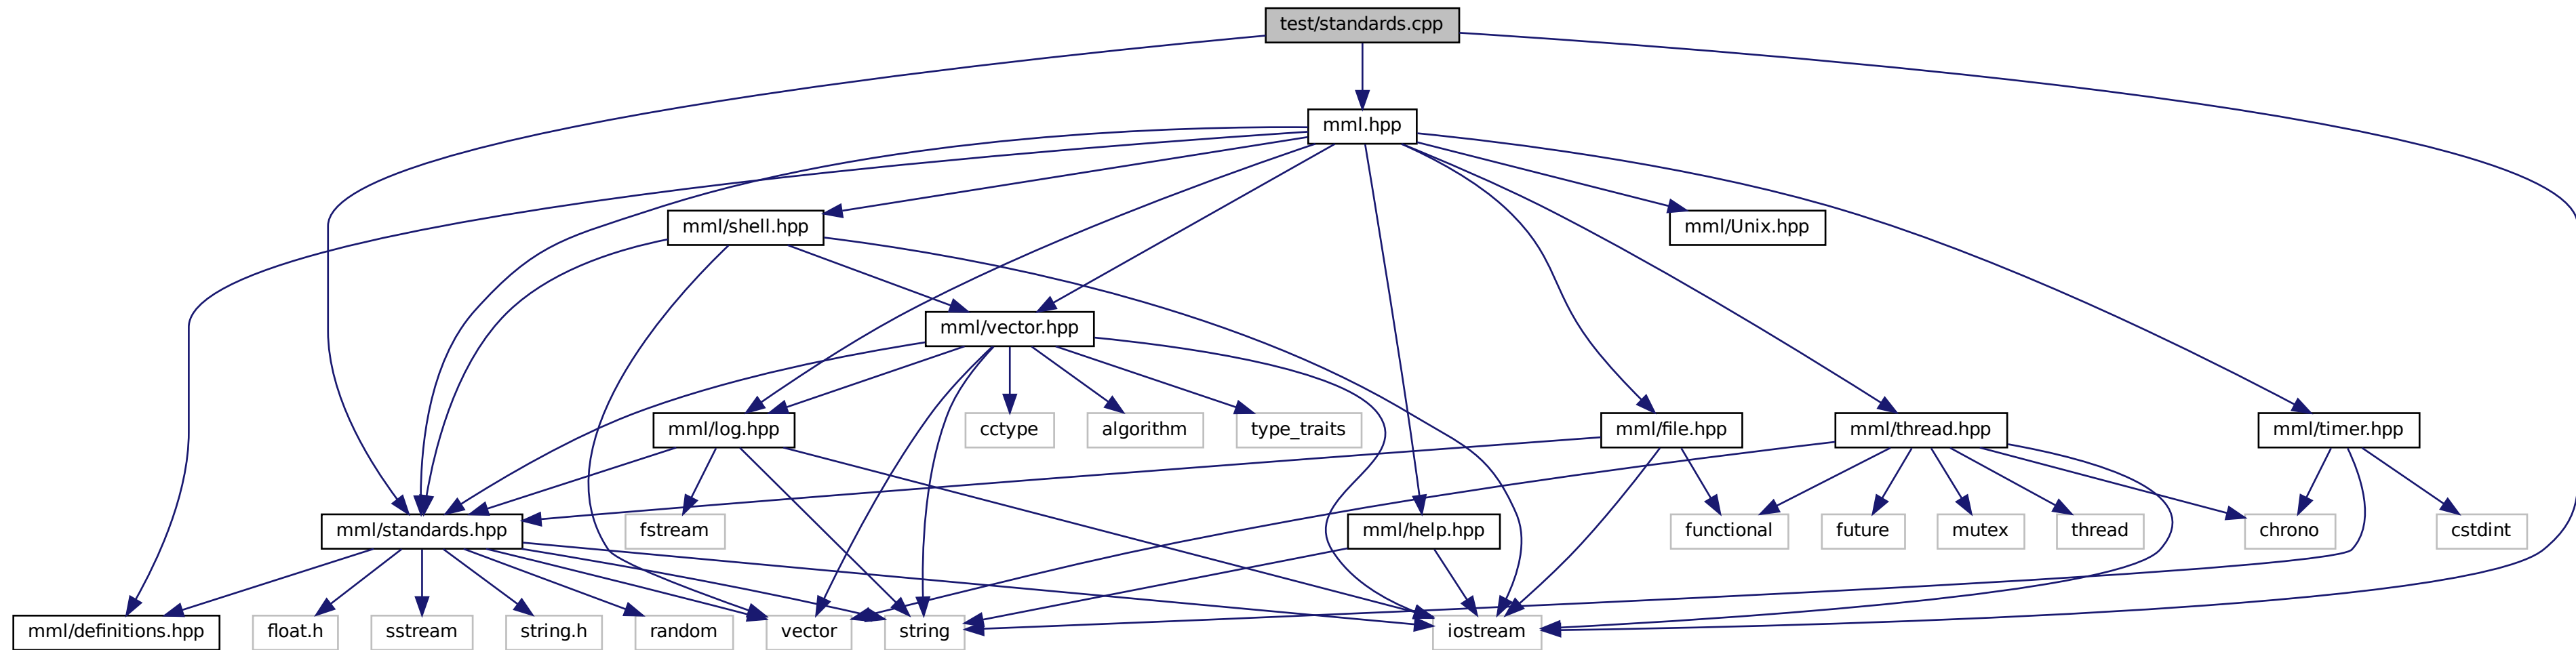 test/standards.cpp
mml.hpp
mml/shell.hpp
mml/Unix.hpp
mml/vector.hpp
mml/log.hpp
cctype
algorithm
type_traits
mml/file.hpp
mml/thread.hpp
mml/timer.hpp
mml/standards.hpp
fstream
mml/help.hpp
functional
future
mutex
thread
chrono
cstdint
mml/definitions.hpp
float.h
sstream
string.h
random
vector
string
iostream